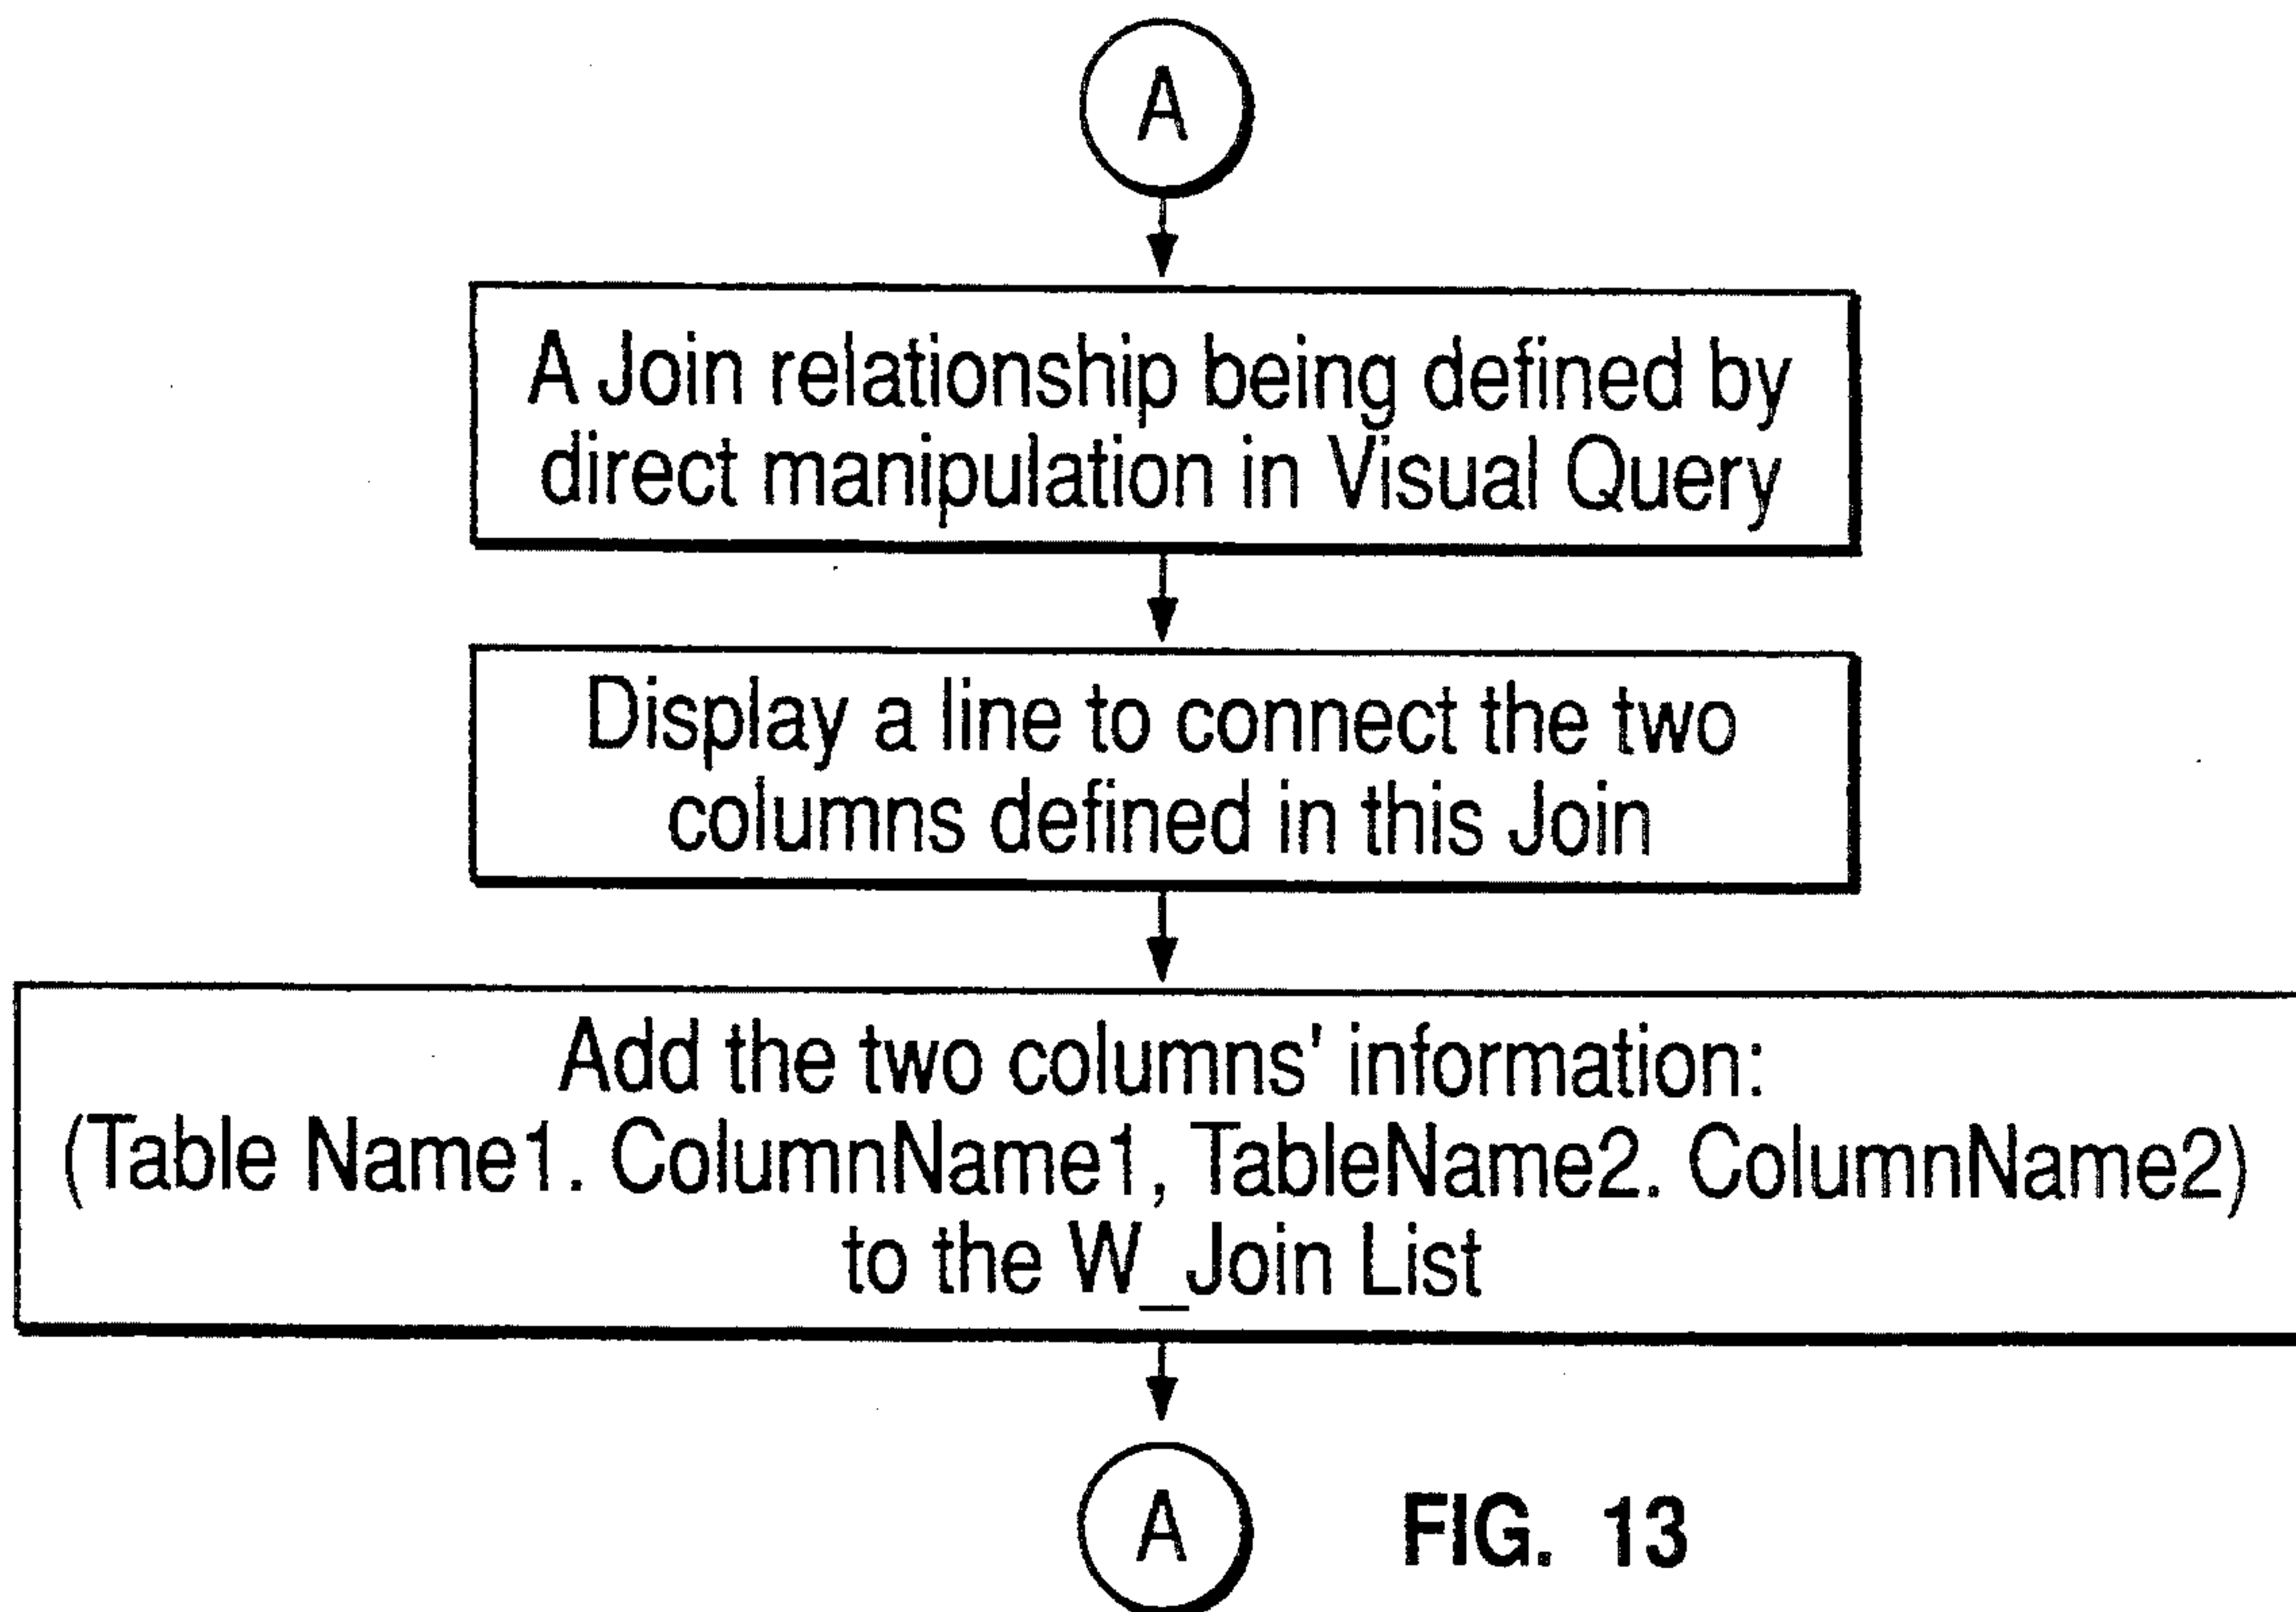 A
A Join relationship being defined by
direct manipulation in Visual Query
Display a line to connect the two
columns defined in this Join
Add the two columns' information:
(Table Name1. ColumnName1, TableName2. ColumnName2)
to the W_Join List
A
FIG. 13